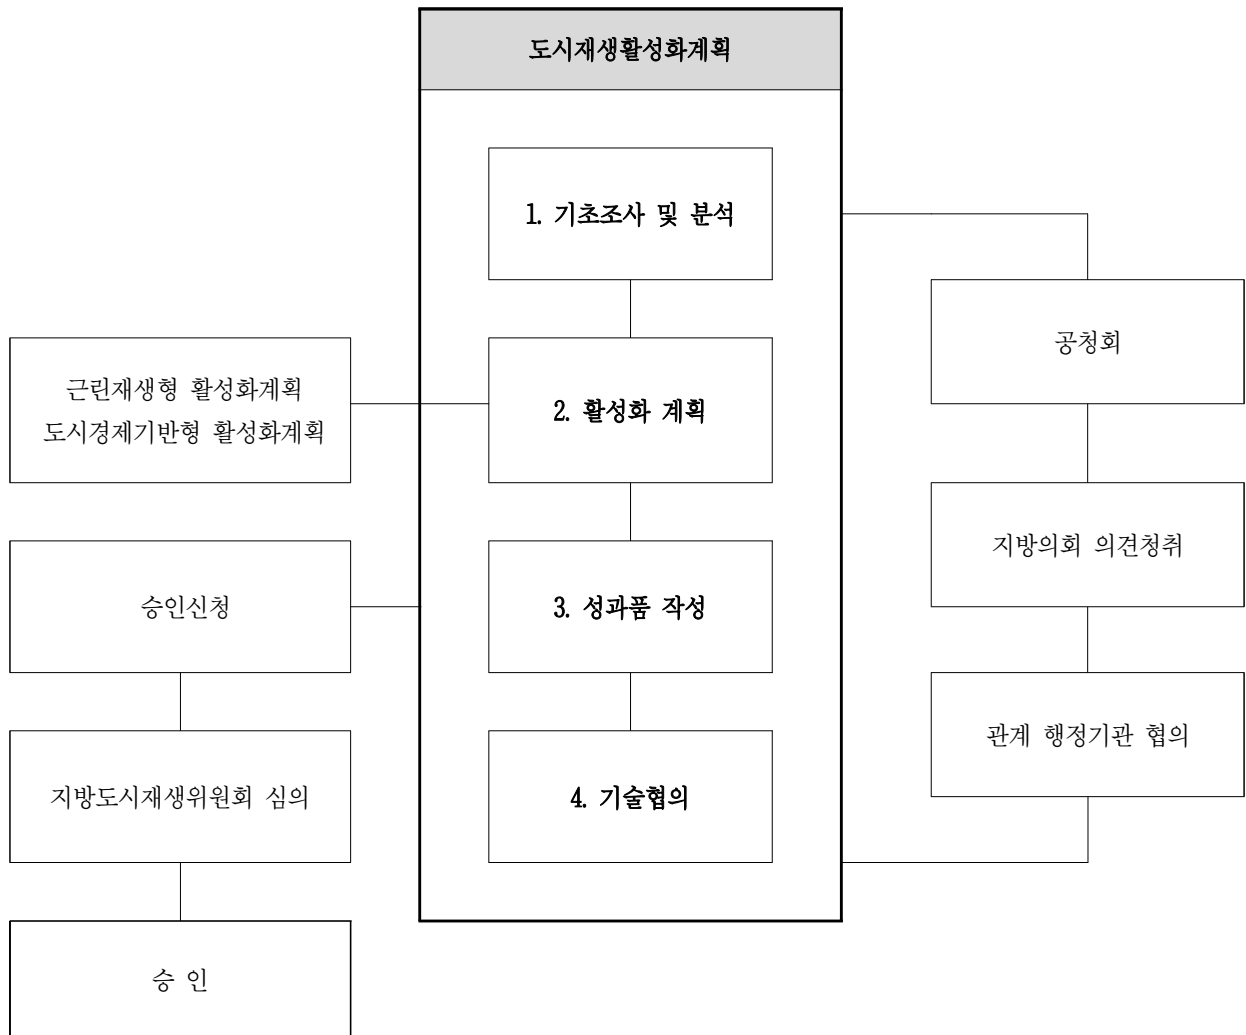 도시재생활성화계획
1. 기초조사 및 분석
공청회
근린재생형 활성화계획
도시경제기반형 활성화계획
2. 활성화 계획
지방의회 의견청취
승인신청
3. 성과품 작성
관계 행정기관 협의
지방도시재생위원회 심의
4. 기술협의
승 인